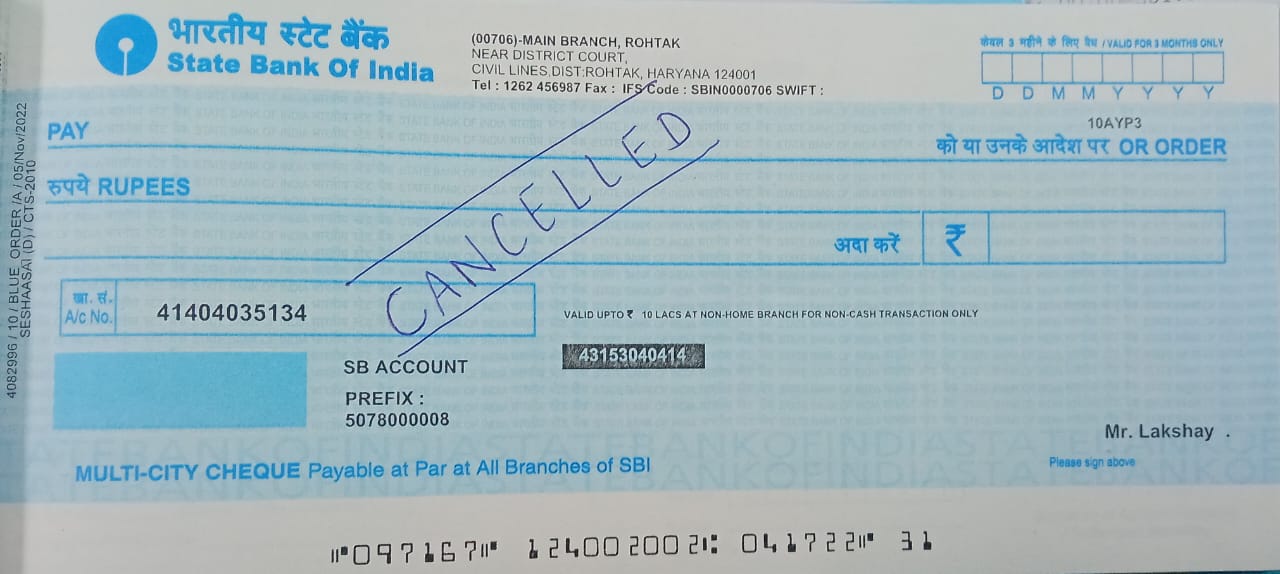 भारतीय स्टेट बैंक
State Bank Of India
(00706)-MAIN BRANCH, ROHTAK
NEAR DISTRICT COURT,
CIVIL LINES,DIST:ROHTAK, HARYANA 124001
Tel : 1262 456987 Fax : IFS Code : SBIN0000706 SWIFT :
केवल 3 महीने के लिए वैध / VALID FOR 3 MONTHS ONLY
D D M M Y Y Y Y
10AYP3
PAY
को या उनके आदेश पर OR ORDER
रुपये RUPEES
अदा करें ₹
CANCELLED
खा. सं.
A/c No. 41404035134
VALID UPTO ₹ 10 LACS AT NON-HOME BRANCH FOR NON-CASH TRANSACTION ONLY
43153040414
SB ACCOUNT
PREFIX :
5078000008
Mr. Lakshay .
Please sign above
MULTI-CITY CHEQUE Payable at Par at All Branches of SBI
⑈097167⑈ 124002002⑆ 041722⑈ 31
4082996 / 10 / BLUE_ORDER /A / 05/Nov/2022
SESHAASAI (D) / CTS-2010